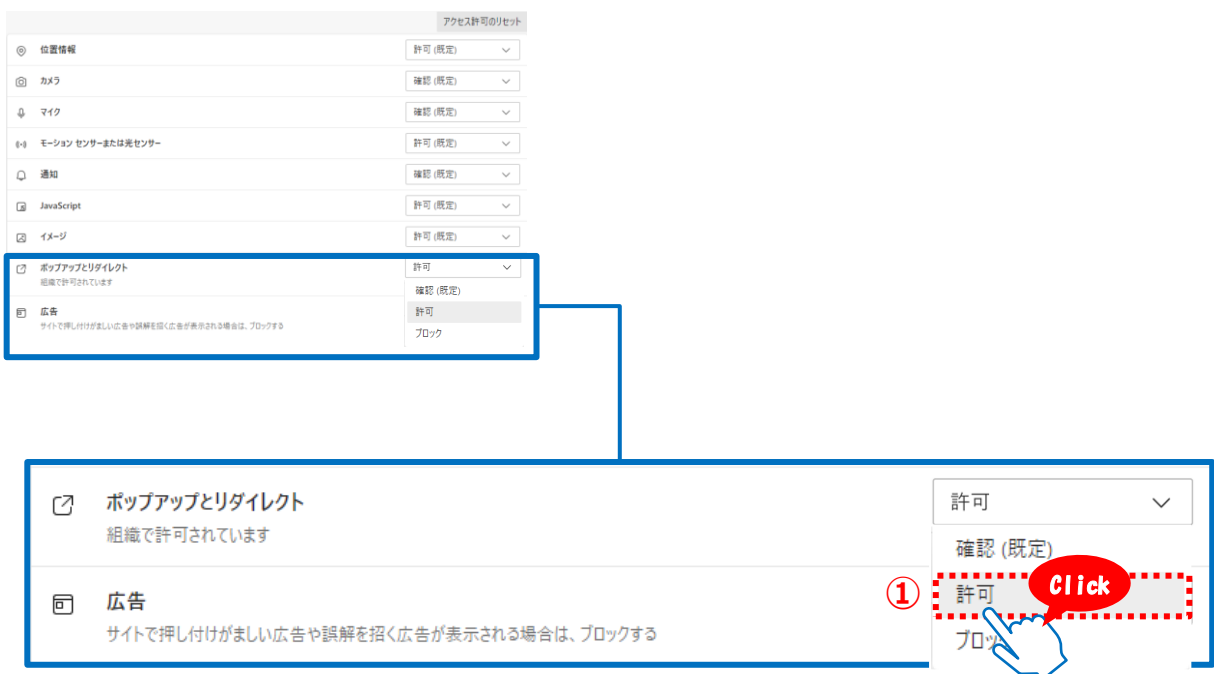 アクセス許可のリセット
位置情報 許可 (既定)
カメラ 確認 (既定)
マイク 確認 (既定)
モーション センサーまたは光センサー 許可 (既定)
通知 確認 (既定)
JavaScript 許可 (既定)
イメージ 許可 (既定)
ポップアップとリダイレクト 許可
組織で許可されています
確認 (既定)
広告 許可
サイトで押し付けがましい広告や誤解を招く広告が表示される場合は、ブロックする
ブロック
ポップアップとリダイレクト 許可
組織で許可されています
確認 (既定)
広告
① 許可 Click
サイトで押し付けがましい広告や誤解を招く広告が表示される場合は、ブロックする